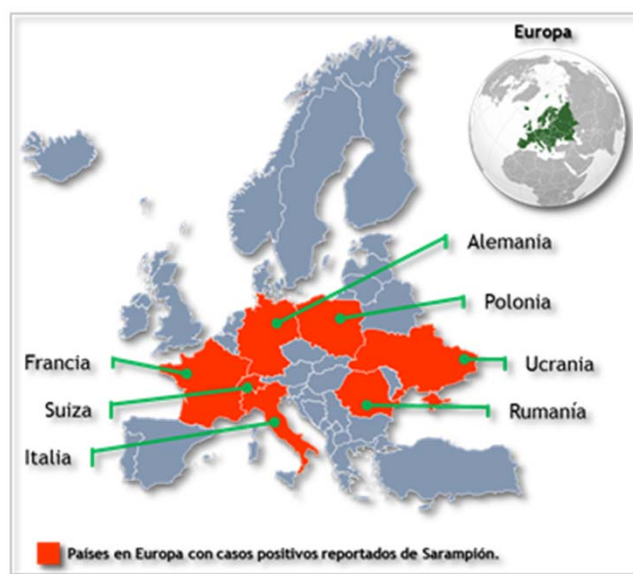 Europa
Alemania
Polonia
Francia
Ucrania
Suiza
Rumanía
Italia
Países en Europa con casos positivos reportados de Sarampión.